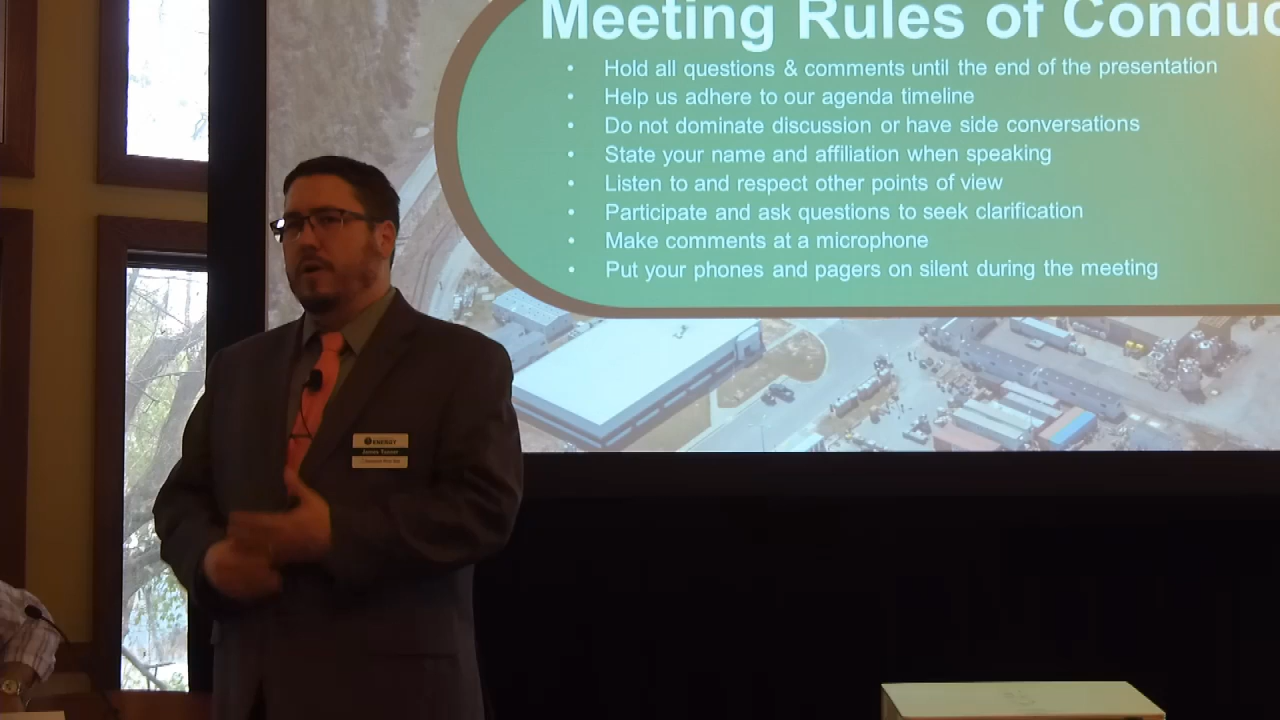 Meeting Rules of Conduc
• Hold all questions & comments until the end of the presentation
• Help us adhere to our agenda timeline
• Do not dominate discussion or have side conversations
• State your name and affiliation when speaking
• Listen to and respect other points of view
• Participate and ask questions to seek clarification
• Make comments at a microphone
• Put your phones and pagers on silent during the meeting
ENERGY
James Tanner